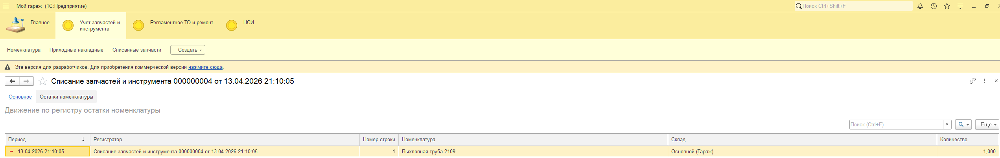 Мой гараж (1С:Предприятие)
Поиск Ctrl+Shift+F
Главное
Учет запчастей и
инструмента
Регламентное ТО и ремонт
НСИ
Номенклатура Приходные накладные Списанные запчасти Создать
Эта версия для разработчиков. Для приобретения коммерческой версии нажмите сюда.
Списание запчастей и инструмента 000000004 от 13.04.2026 21:10:05
Основное Остатки номенклатуры
Движение по регистру остатки номенклатуры
Поиск (Ctrl+F) × Еще
Период ↓ Регистратор Номер строки Номенклатура Склад Количество
13.04.2026 21:10:05 Списание запчастей и инструмента 000000004 от 13.04.2026 21:10:05 1 Выхлопная труба 2109 Основной (Гараж) 1,000